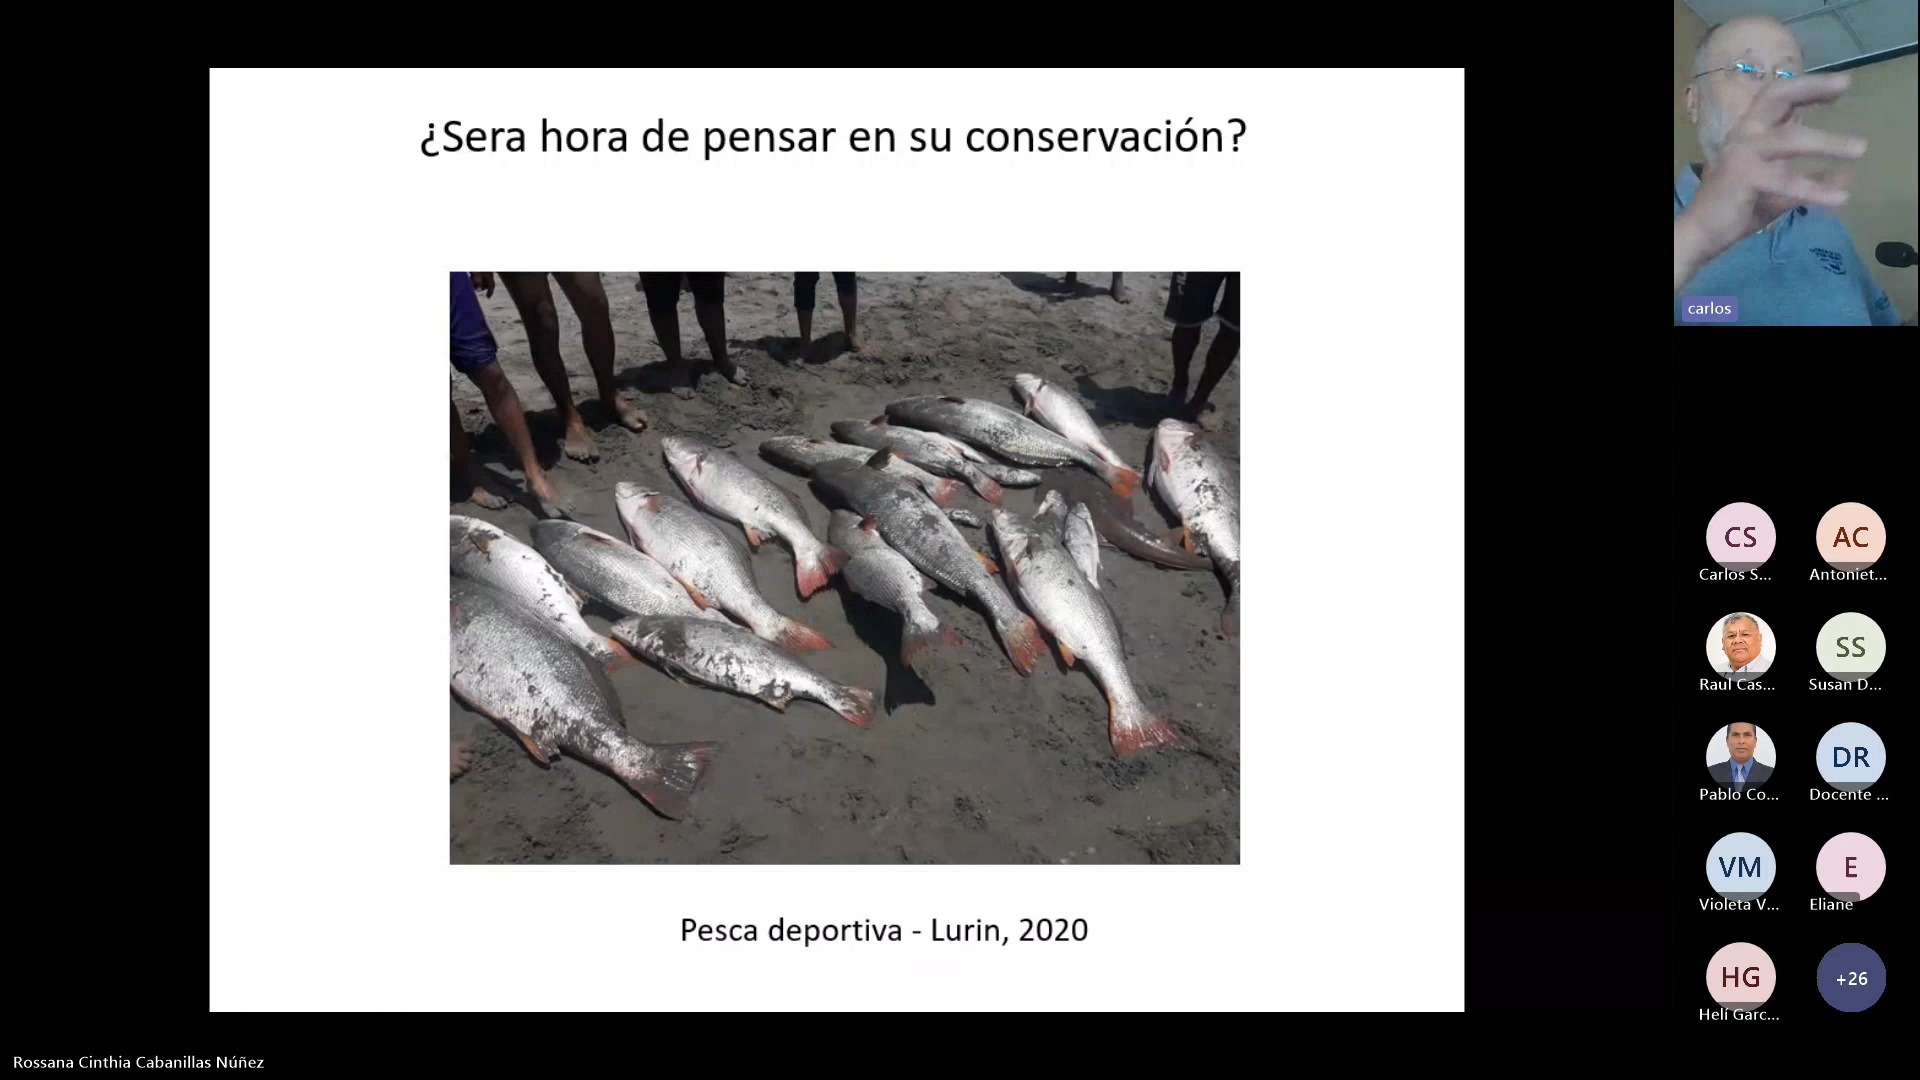 ¿Sera hora de pensar en su conservación?
Pesca deportiva - Lurin, 2020
carlos
CS
AC
Carlos S...
Antoniet...
SS
Raul Cas...
Susan D...
DR
Pablo Co...
Docente ...
VM
E
Violeta V...
Eliane
HG
+26
Helí Garc...
Rossana Cinthia Cabanillas Núñez